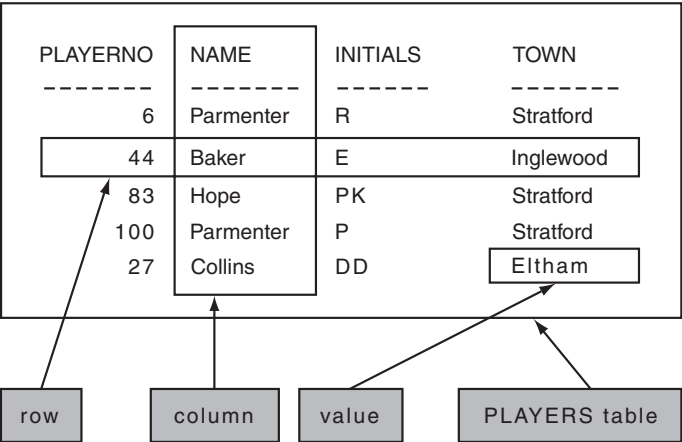 PLAYERNO NAME INITIALS TOWN
-------- ------- ------ -------
6 Parmenter R Stratford
44 Baker E Inglewood
83 Hope PK Stratford
100 Parmenter P Stratford
27 Collins DD Eltham
row column value PLAYERS table